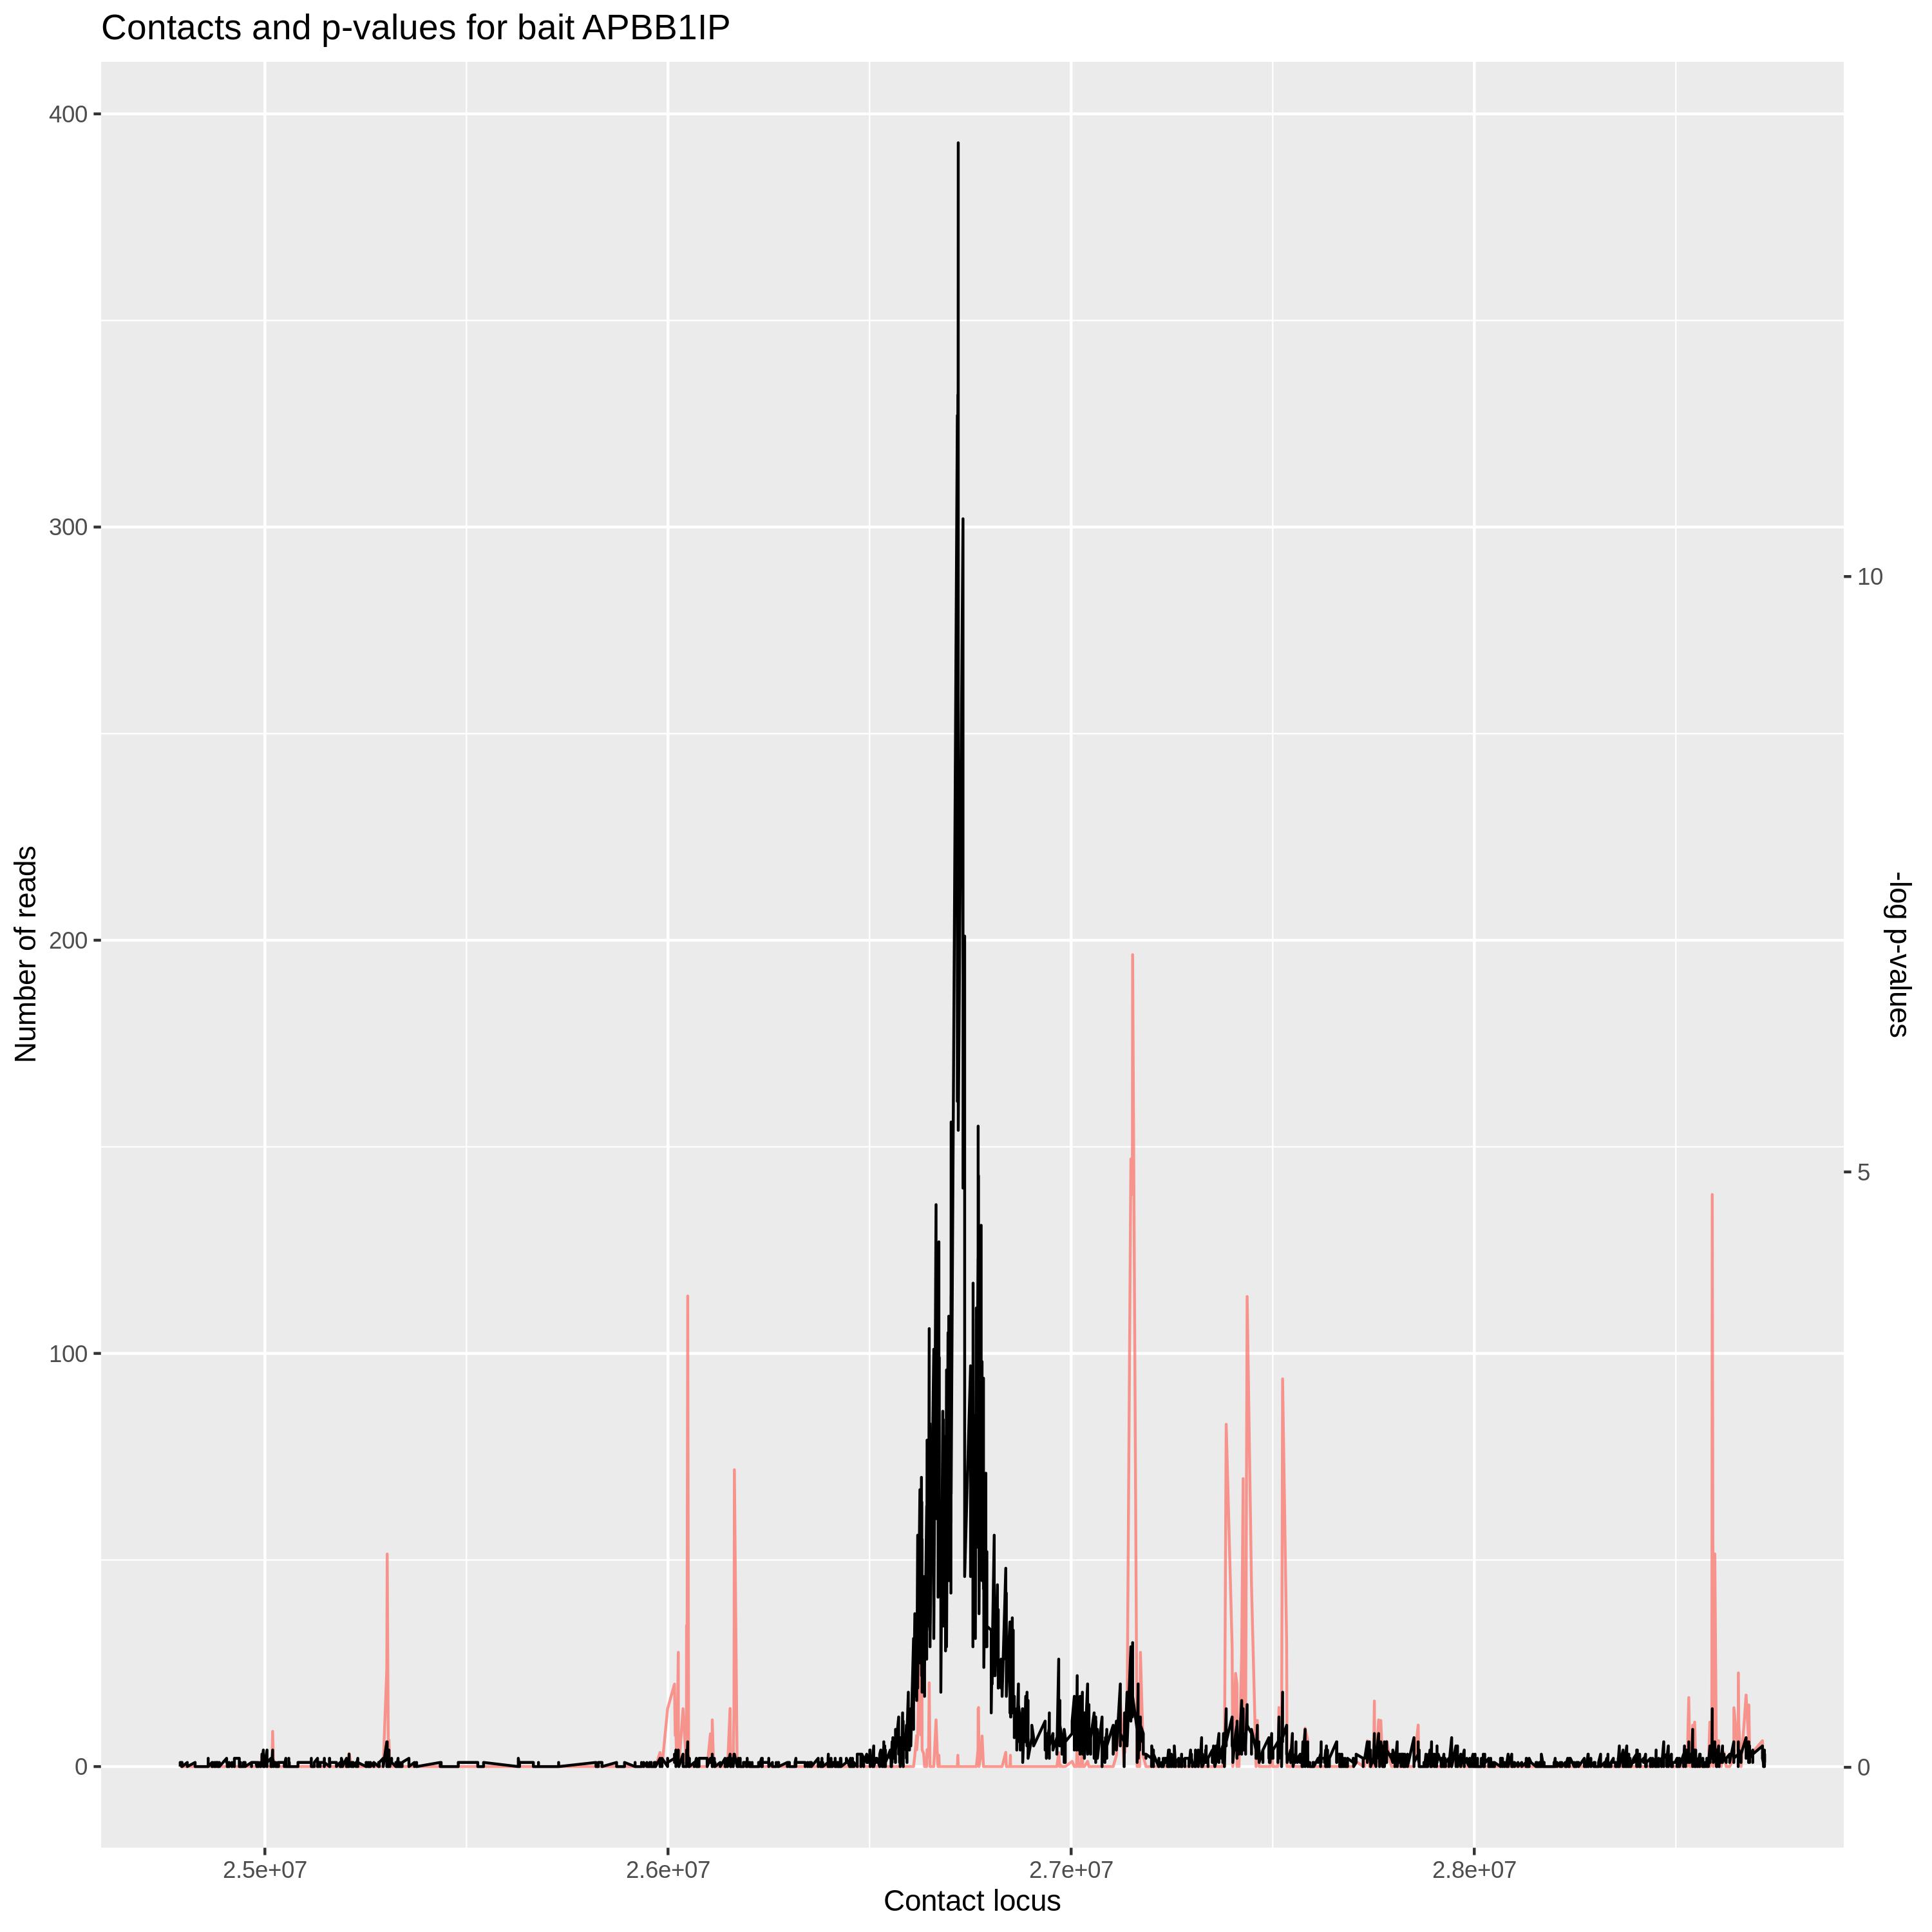 Contacts and p-values for bait APBB1IP
400
300
200
100
0
Number of reads
10
5
0
-log p-values
2.5e+07
2.6e+07
2.7e+07
2.8e+07
Contact locus